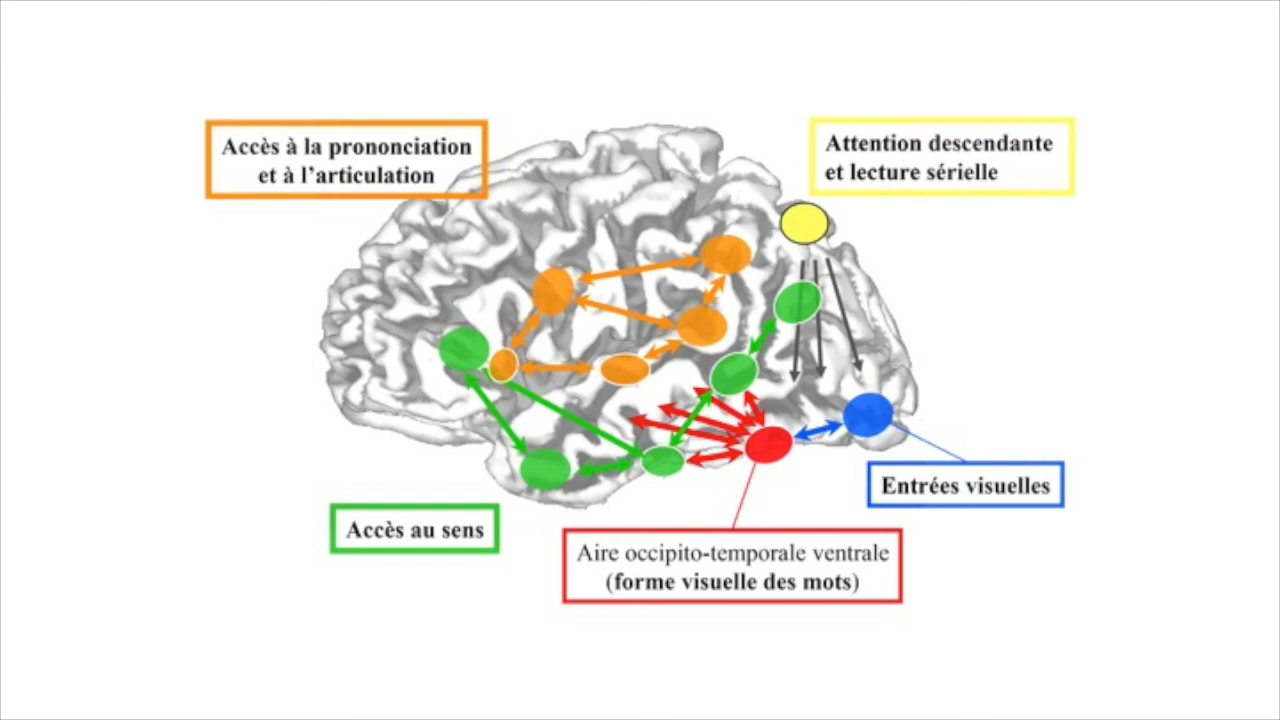 Accès à la prononciation
et à l'articulation
Attention descendante
et lecture sérielle
Entrées visuelles
Accès au sens
Aire occipito-temporale ventrale
(forme visuelle des mots)